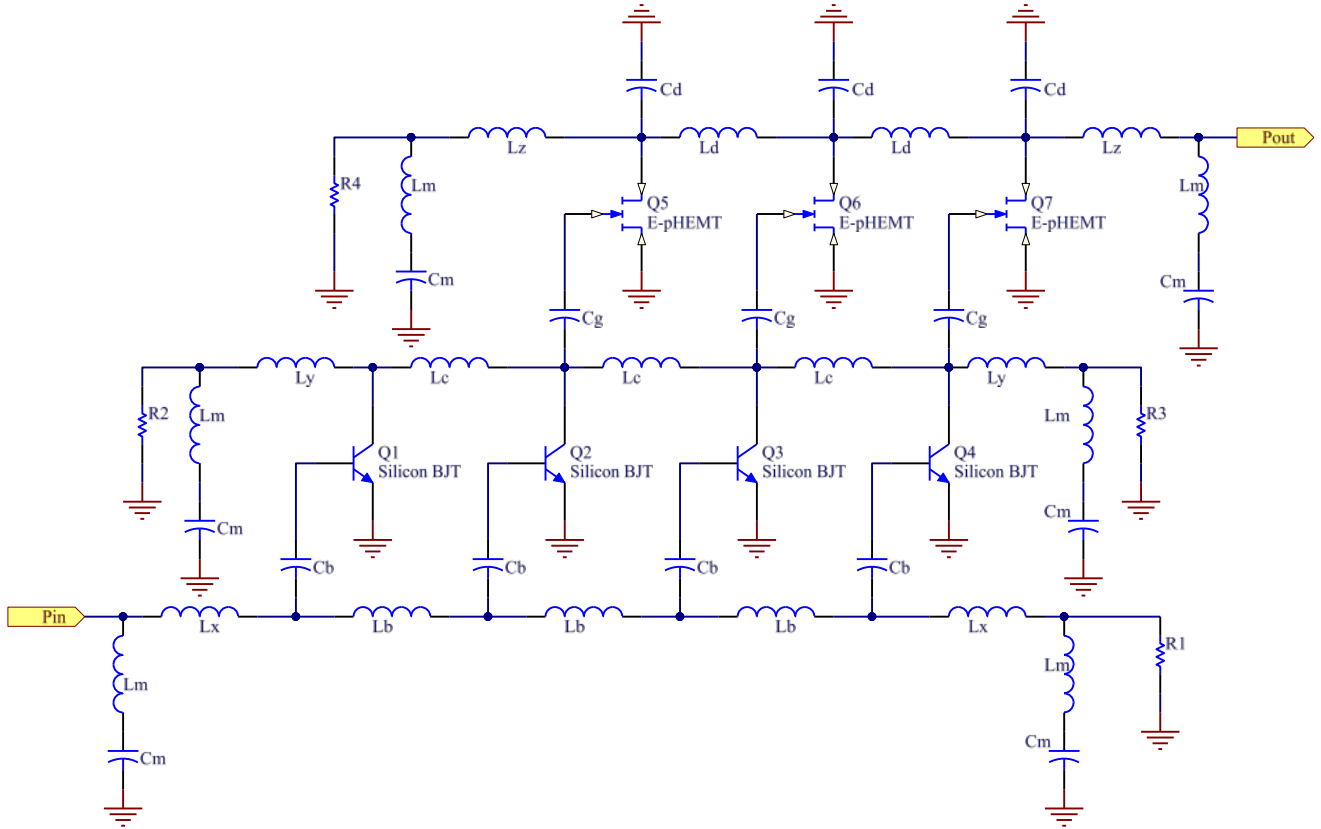 Cd
Cd
Cd
Lz
Ld
Ld
Lz
Pout
R4
Lm
Q5
E-pHEMT
Q6
E-pHEMT
Q7
E-pHEMT
Lm
Cm
Cm
Cg
Cg
Cg
Ly
Lc
Lc
Lc
Ly
R2
Lm
Lm
R3
Q1
Silicon BJT
Q2
Silicon BJT
Q3
Silicon BJT
Q4
Silicon BJT
Cm
Cm
Cb
Cb
Cb
Cb
Pin
Lx
Lb
Lb
Lb
Lx
R1
Lm
Lm
Cm
Cm